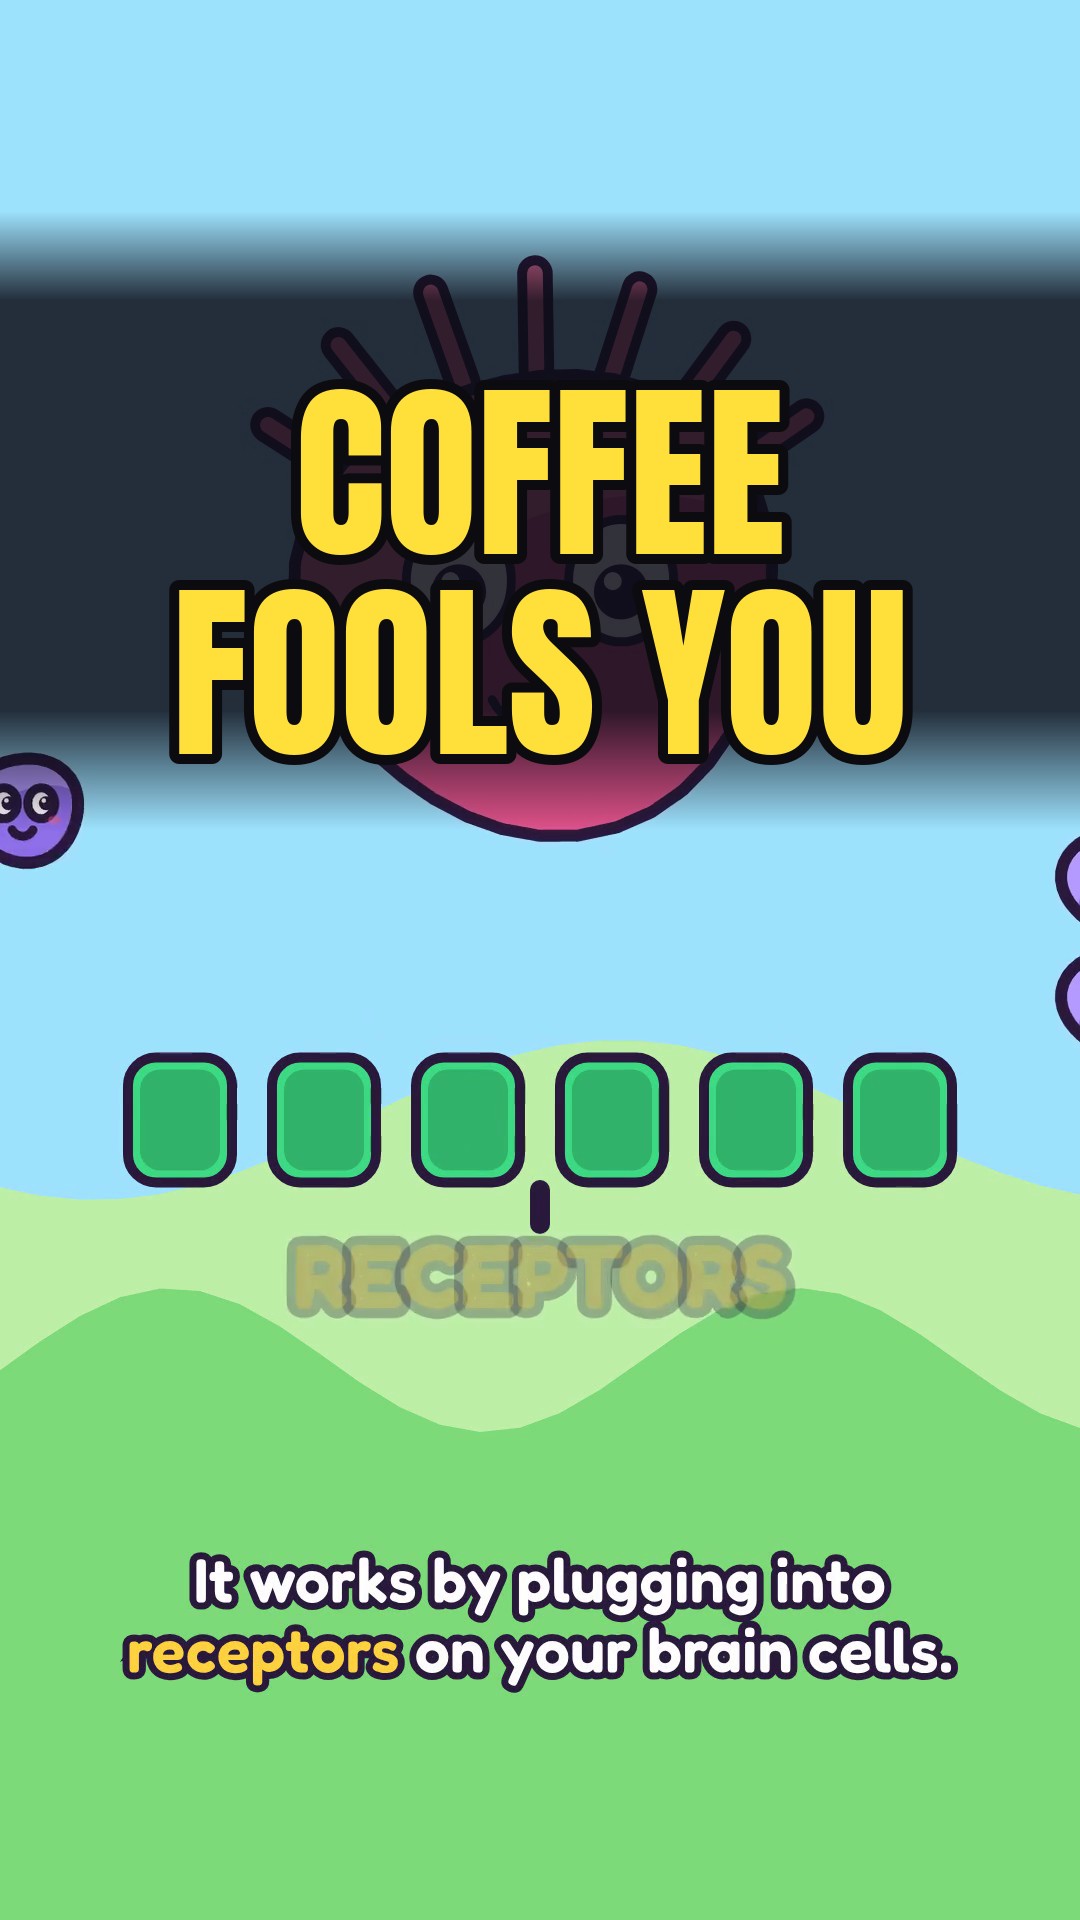 COFFEE
FOOLS YOU
RECEPTORS
It works by plugging into
receptors on your brain cells.